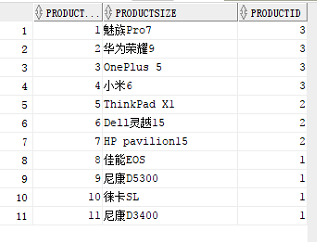 PRODUCT... PRODUCTSIZE PRODUCTID
1 1 魅族Pro7 3
2 2 华为荣耀9 3
3 3 OnePlus 5 3
4 4 小米6 3
5 5 ThinkPad X1 2
6 6 Dell灵越15 2
7 7 HP pavilion15 2
8 8 佳能EOS 1
9 9 尼康D5300 1
10 10 徕卡SL 1
11 11 尼康D3400 1